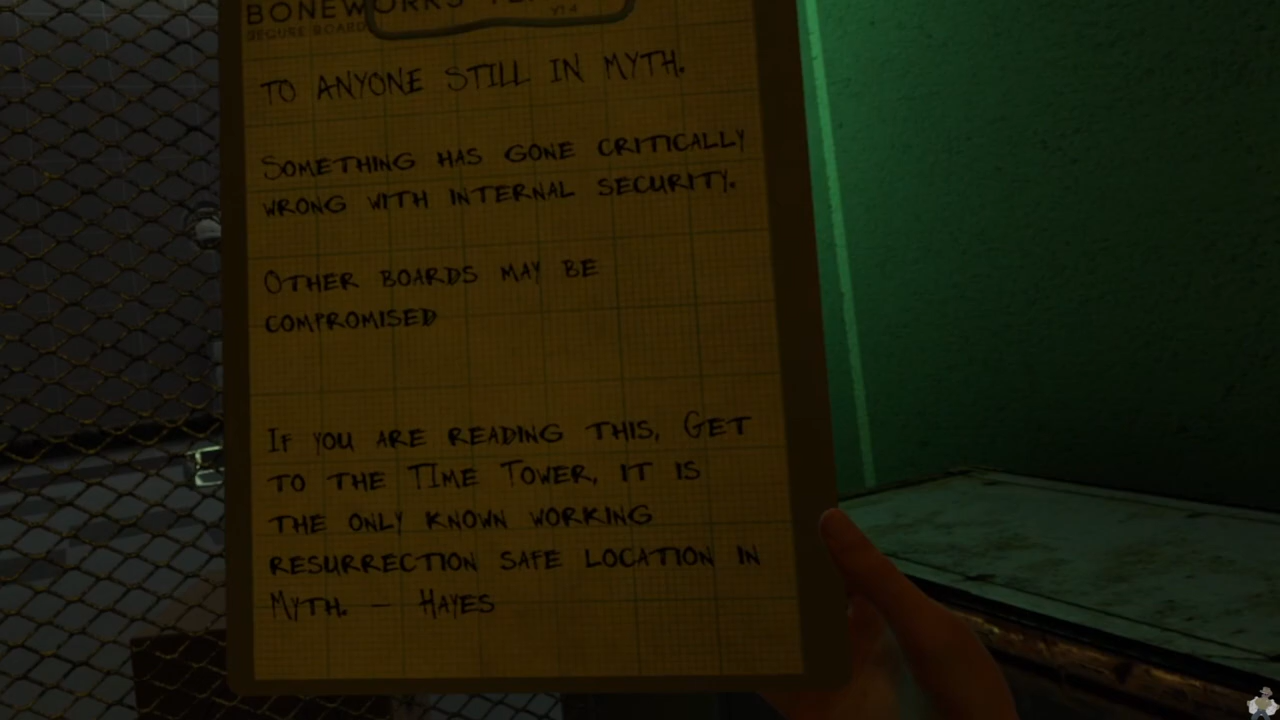 BONEWORKS
SECURE BOARD
V1.4
TO ANYONE STILL IN MYTH.
SOMETHING HAS GONE CRITICALLY
WRONG WITH INTERNAL SECURITY.
OTHER BOARDS MAY BE
COMPROMISED
IF YOU ARE READING THIS, GET
TO THE TIME TOWER, IT IS
THE ONLY KNOWN WORKING
RESURRECTION SAFE LOCATION IN
MYTH. — HAYES